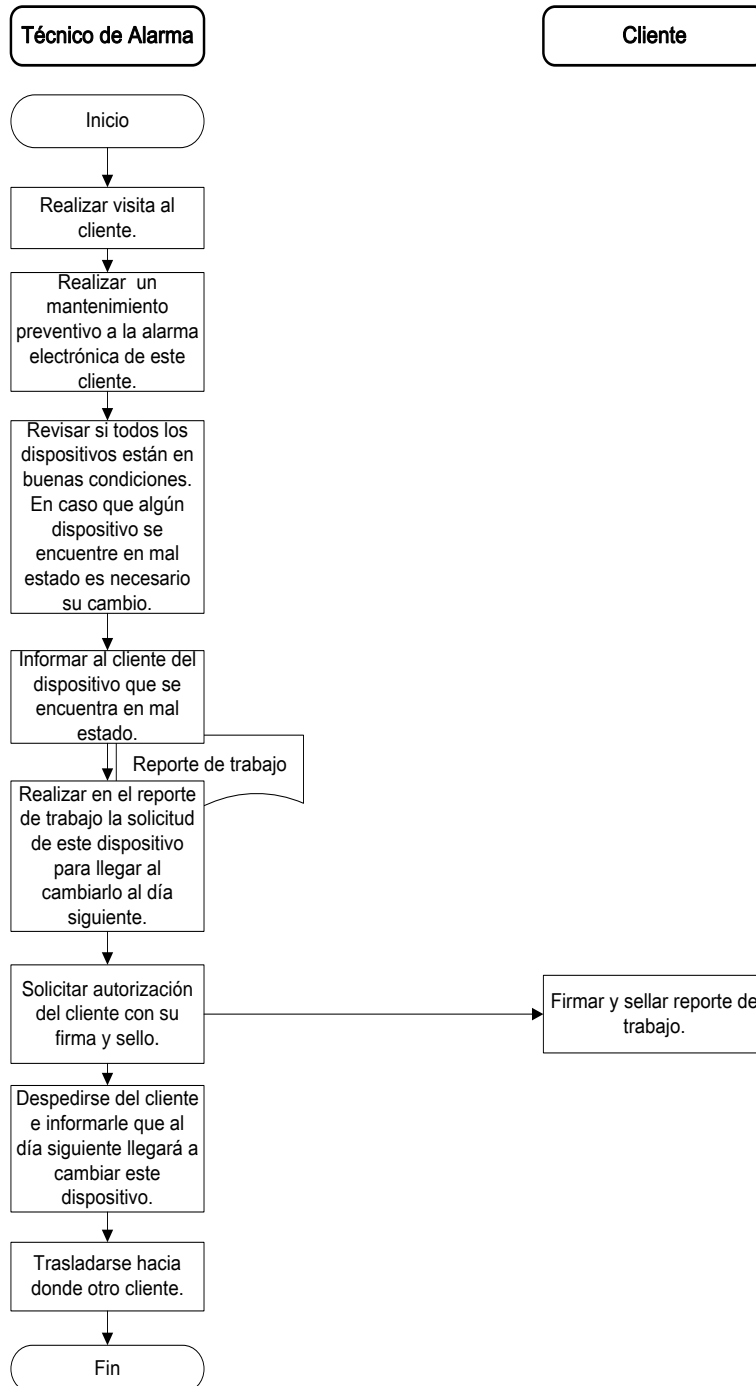 Técnico de Alarma
Cliente
Inicio
Realizar visita al
cliente.
Realizar un
mantenimiento
preventivo a la alarma
electrónica de este
cliente.
Revisar si todos los
dispositivos están en
buenas condiciones.
En caso que algún
dispositivo se
encuentre en mal
estado es necesario
su cambio.
Informar al cliente del
dispositivo que se
encuentra en mal
estado.
Reporte de trabajo
Realizar en el reporte
de trabajo la solicitud
de este dispositivo
para llegar al
cambiarlo al día
siguiente.
Solicitar autorización
del cliente con su
firma y sello.
Firmar y sellar reporte de
trabajo.
Despedirse del cliente
e informarle que al
día siguiente llegará a
cambiar este
dispositivo.
Trasladarse hacia
donde otro cliente.
Fin